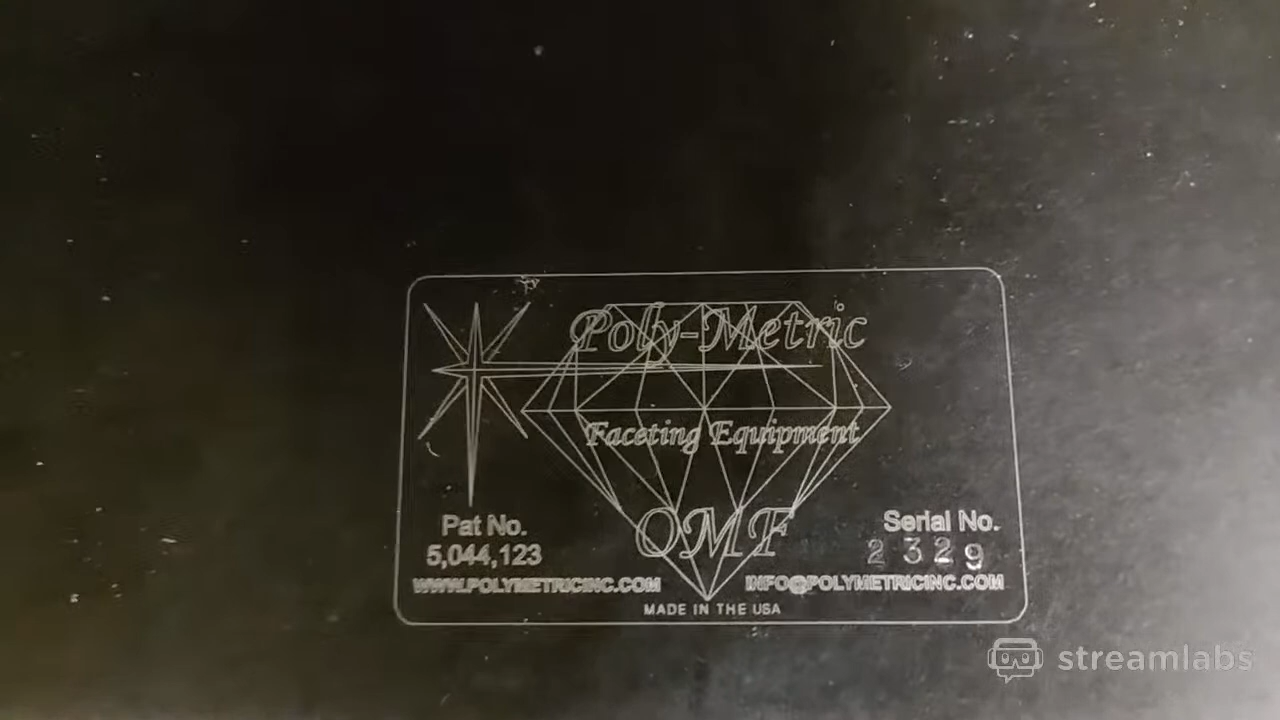 Poly-Metric
Faceting Equipment
OMF
Pat No.
5,044,123
Serial No.
2329
WWW.POLYMETRICINC.COM
INFO@POLYMETRICINC.COM
MADE IN THE USA
streamlabs